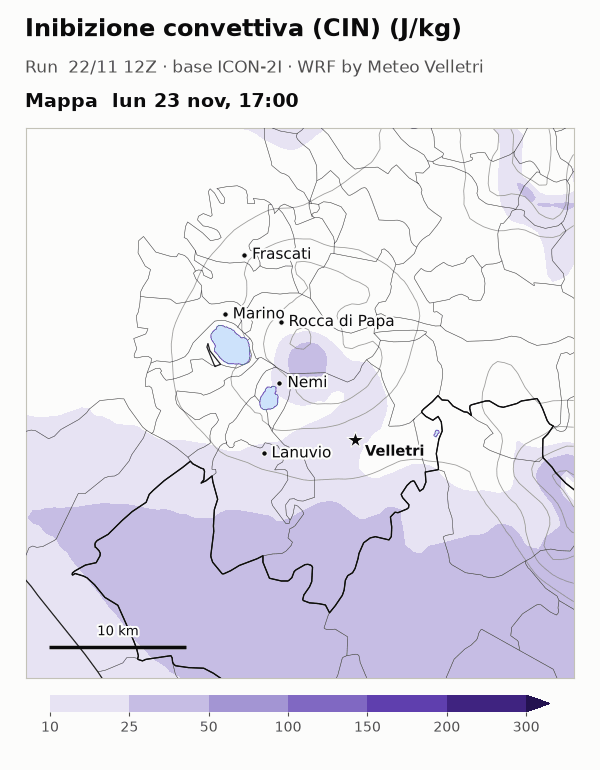 Inibizione convettiva (CIN) (J/kg)
Run  22/11 12Z · base ICON-2I · WRF by Meteo Velletri
Mappa  lun 23 nov, 17:00
Frascati
Marino
Rocca di Papa
Nemi
Velletri
Lanuvio
10 km
10 25 50 100 150 200 300